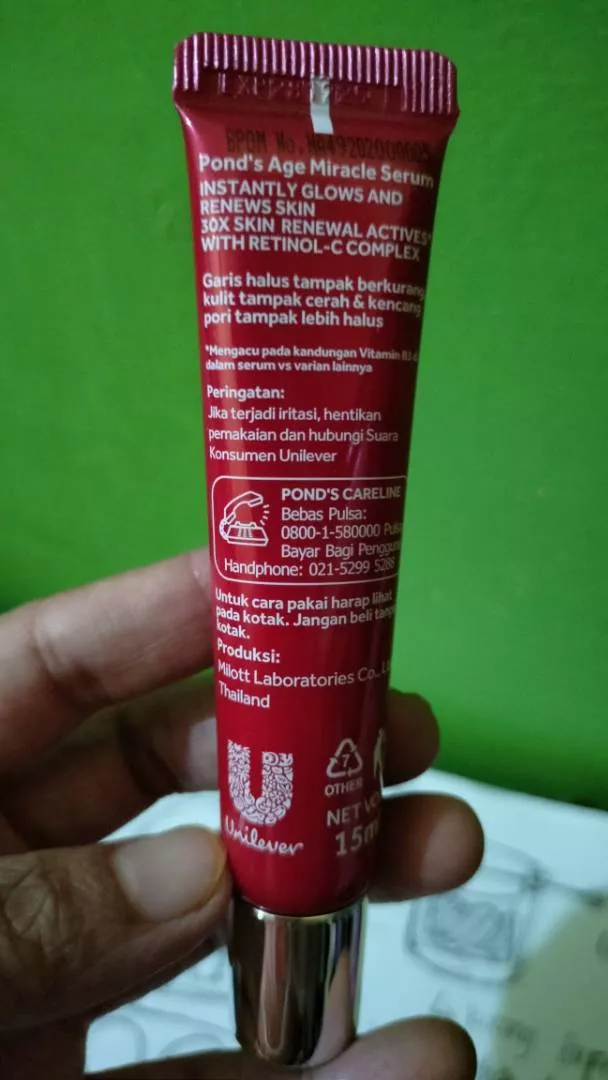 BPOM No.
Pond's Age Miracle Serum
INSTANTLY GLOWS AND
RENEWS SKIN
30X SKIN RENEWAL ACTIVES*
WITH RETINOL-C COMPLEX
Garis halus tampak berkurang
kulit tampak cerah & kencang
pori tampak lebih halus
*Mengacu pada kandungan Vitamin B3
dalam serum vs varian lainnya
Peringatan:
Jika terjadi iritasi, hentikan
pemakaian dan hubungi Suara
Konsumen Unilever
POND'S CARELINE
Bebas Pulsa:
0800-1-580000
Bayar Bagi
Handphone: 021-5299 5288
Untuk cara pakai harap lihat
pada kotak. Jangan beli
kotak.
Produksi:
Milott Laboratories Co.,
Thailand
7
OTHER
Unilever
NET
15